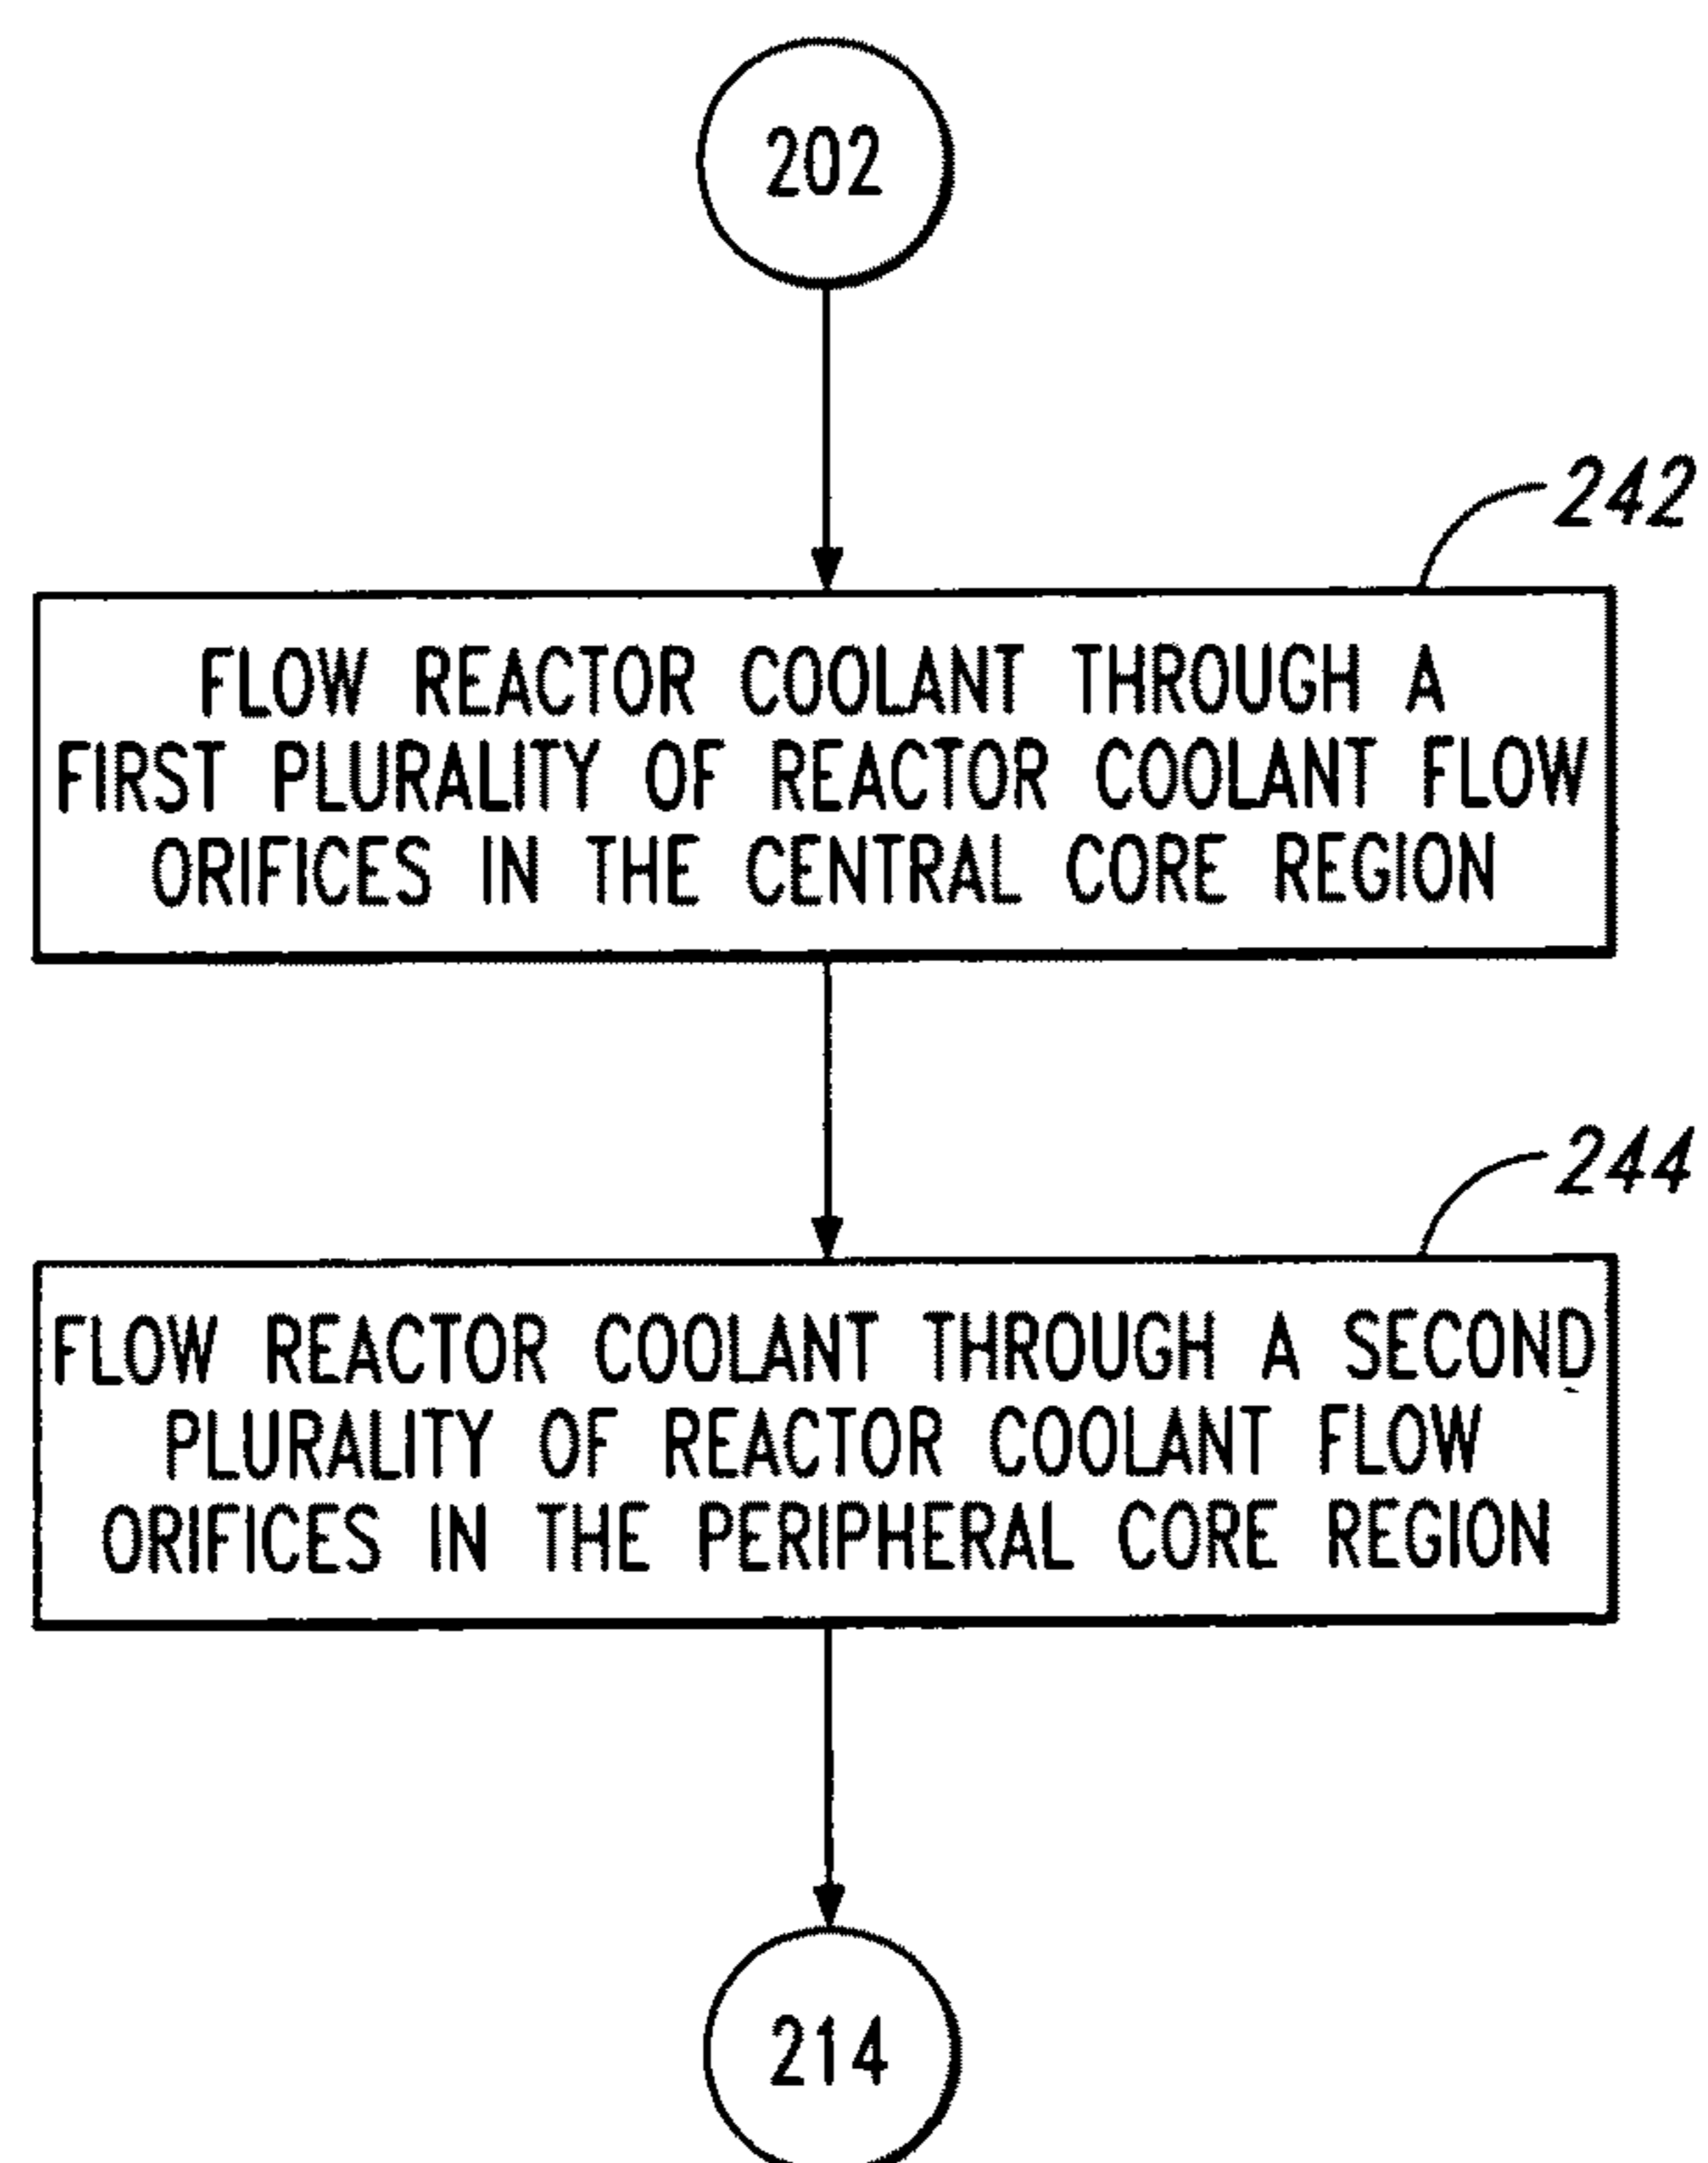 202
242
FLOW REACTOR COOLANT THROUGH A
FIRST PLURALITY OF REACTOR COOLANT FLOW
ORIFICES IN THE CENTRAL CORE REGION
244
FLOW REACTOR COOLANT THROUGH A SECOND
PLURALITY OF REACTOR COOLANT FLOW
ORIFICES IN THE PERIPHERAL CORE REGION
214